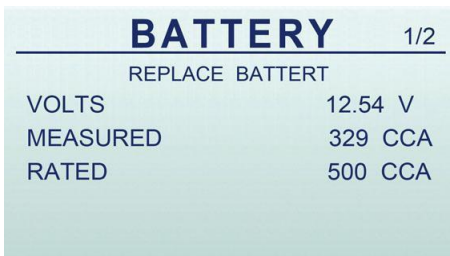 BATTERY 1/2
REPLACE BATTERT
VOLTS 12.54 V
MEASURED 329 CCA
RATED 500 CCA